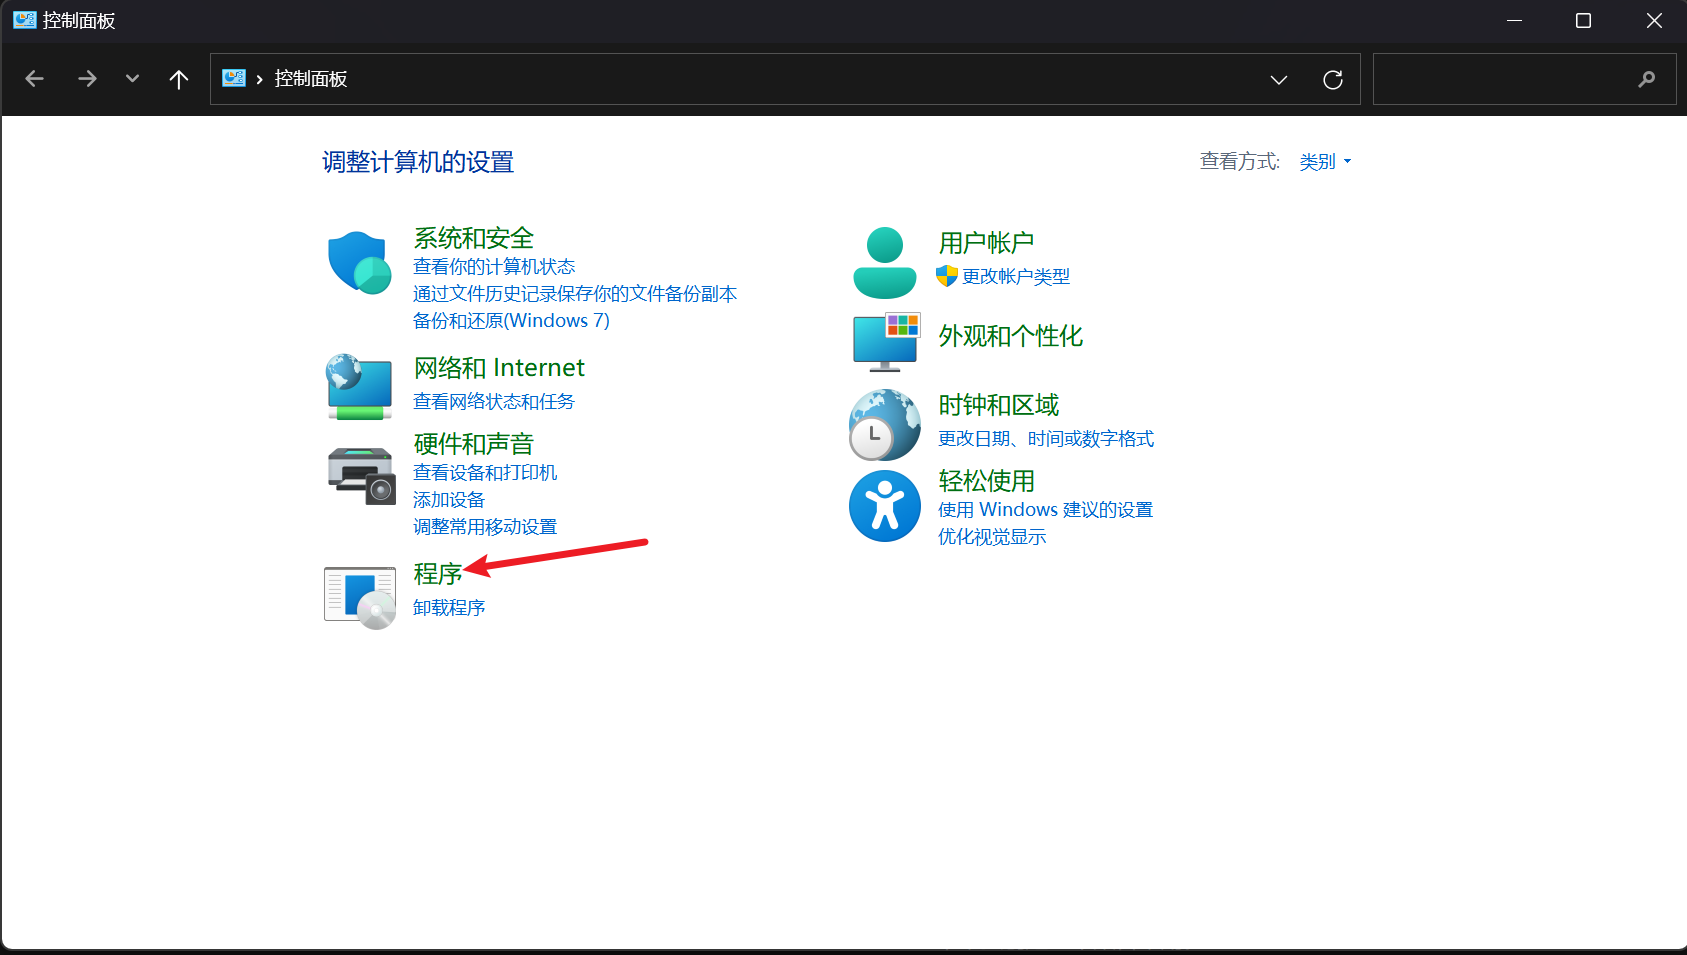 控制面板
控制面板
调整计算机的设置
查看方式: 类别
系统和安全
查看你的计算机状态
通过文件历史记录保存你的文件备份副本
备份和还原(Windows 7)
网络和 Internet
查看网络状态和任务
硬件和声音
查看设备和打印机
添加设备
调整常用移动设置
程序
卸载程序
用户帐户
更改帐户类型
外观和个性化
时钟和区域
更改日期、时间或数字格式
轻松使用
使用 Windows 建议的设置
优化视觉显示